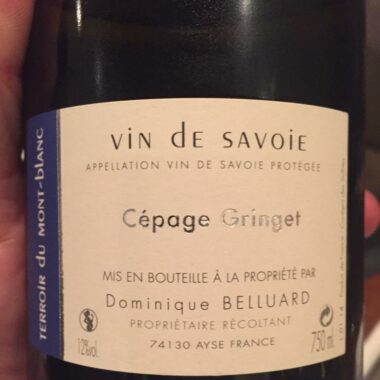 TERROIR DU MONT-BLANC
VIN DE SAVOIE
APPELLATION VIN DE SAVOIE PROTÉGÉE
Cépage Gringet
MIS EN BOUTEILLE À LA PROPRIÉTÉ PAR
Dominique BELLUARD
PROPRIÉTAIRE RÉCOLTANT
12%vol.
74130 AYSE FRANCE
750 ml